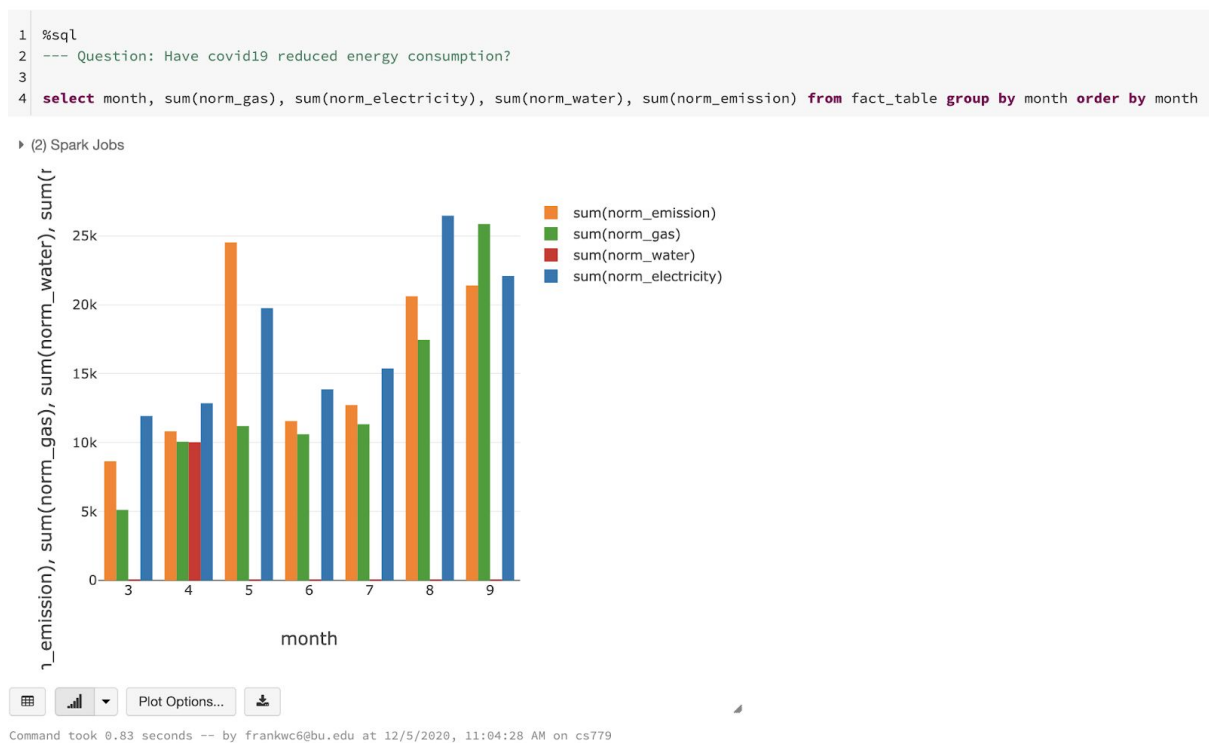 1 %sql
2 --- Question: Have covid19 reduced energy consumption?
3
4 select month, sum(norm_gas), sum(norm_electricity), sum(norm_water), sum(norm_emission) from fact_table group by month order by month
(2) Spark Jobs
n_emission), sum(norm_gas), sum(norm_water), sum(r
25k
20k
15k
10k
5k
0
3 4 5 6 7 8 9
month
sum(norm_emission)
sum(norm_gas)
sum(norm_water)
sum(norm_electricity)
Plot Options...
Command took 0.83 seconds -- by frankwc6@bu.edu at 12/5/2020, 11:04:28 AM on cs779